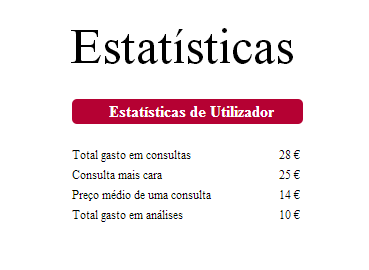 Estatísticas
Estatísticas de Utilizador
Total gasto em consultas 28 €
Consulta mais cara 25 €
Preço médio de uma consulta 14 €
Total gasto em análises 10 €